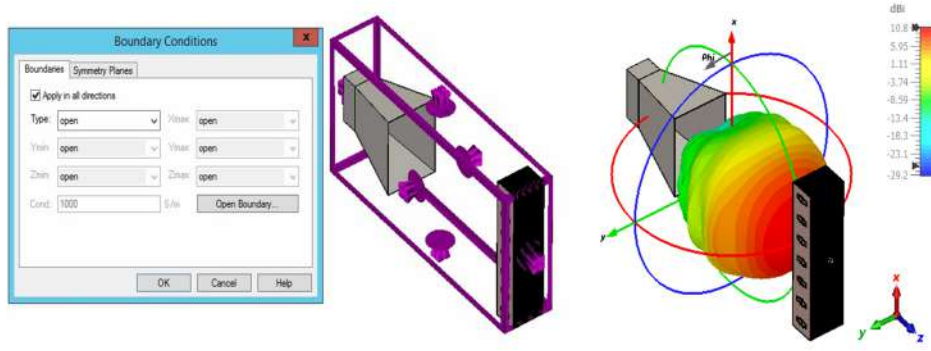 Boundary Conditions
x
Boundaries Symmetry Planes
Apply in all directions
Type: open Xmax open
Ymin open Ymax open
Zmin open Zmax open
Cond. 1000 S/m Open Boundary...
OK Cancel Help
x
Phi
y
dBi
10.8
5.95
1.11
-3.74
-8.59
-13.4
-18.3
-23.1
-29.2
x
y
z